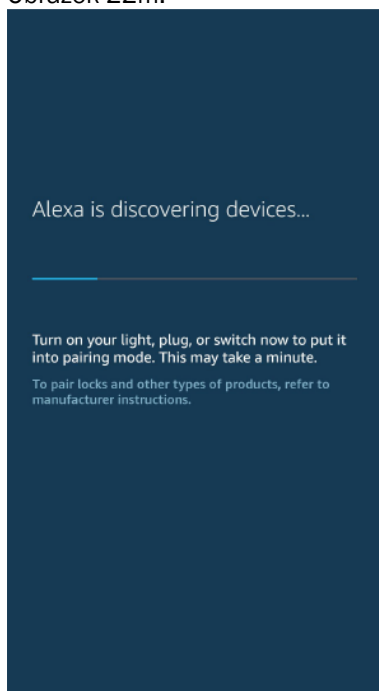 Obrázok 22m.
Alexa is discovering devices...
Turn on your light, plug, or switch now to put it
into pairing mode. This may take a minute.
To pair locks and other types of products, refer to
manufacturer instructions.